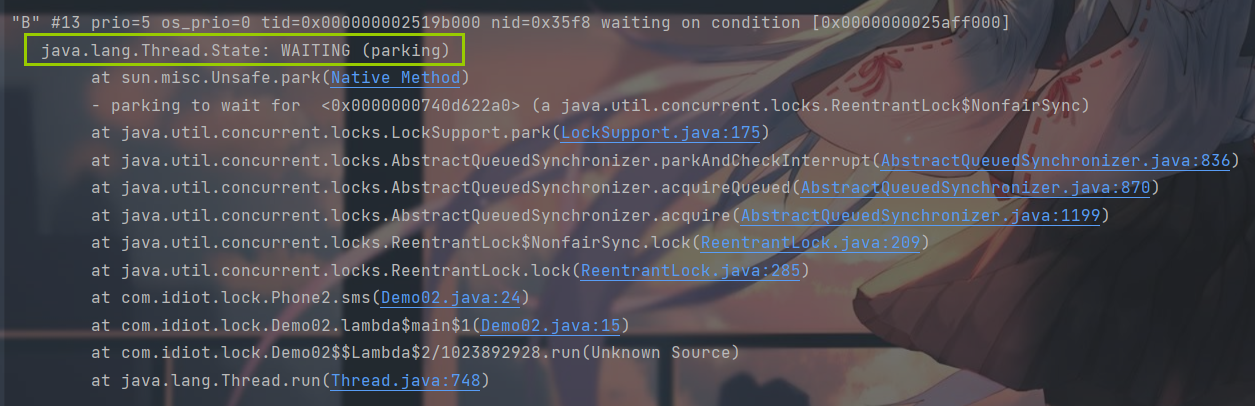 "B" #13 prio=5 os_prio=0 tid=0x000000002519b000 nid=0x35f8 waiting on condition [0x0000000025aff000]
java.lang.Thread.State: WAITING (parking)
at sun.misc.Unsafe.park(Native Method)
- parking to wait for  <0x0000000740d622a0> (a java.util.concurrent.locks.ReentrantLock$NonfairSync)
at java.util.concurrent.locks.LockSupport.park(LockSupport.java:175)
at java.util.concurrent.locks.AbstractQueuedSynchronizer.parkAndCheckInterrupt(AbstractQueuedSynchronizer.java:836)
at java.util.concurrent.locks.AbstractQueuedSynchronizer.acquireQueued(AbstractQueuedSynchronizer.java:870)
at java.util.concurrent.locks.AbstractQueuedSynchronizer.acquire(AbstractQueuedSynchronizer.java:1199)
at java.util.concurrent.locks.ReentrantLock$NonfairSync.lock(ReentrantLock.java:209)
at java.util.concurrent.locks.ReentrantLock.lock(ReentrantLock.java:285)
at com.idiot.lock.Phone2.sms(Demo02.java:24)
at com.idiot.lock.Demo02.lambda$main$1(Demo02.java:15)
at com.idiot.lock.Demo02$$Lambda$2/1023892928.run(Unknown Source)
at java.lang.Thread.run(Thread.java:748)